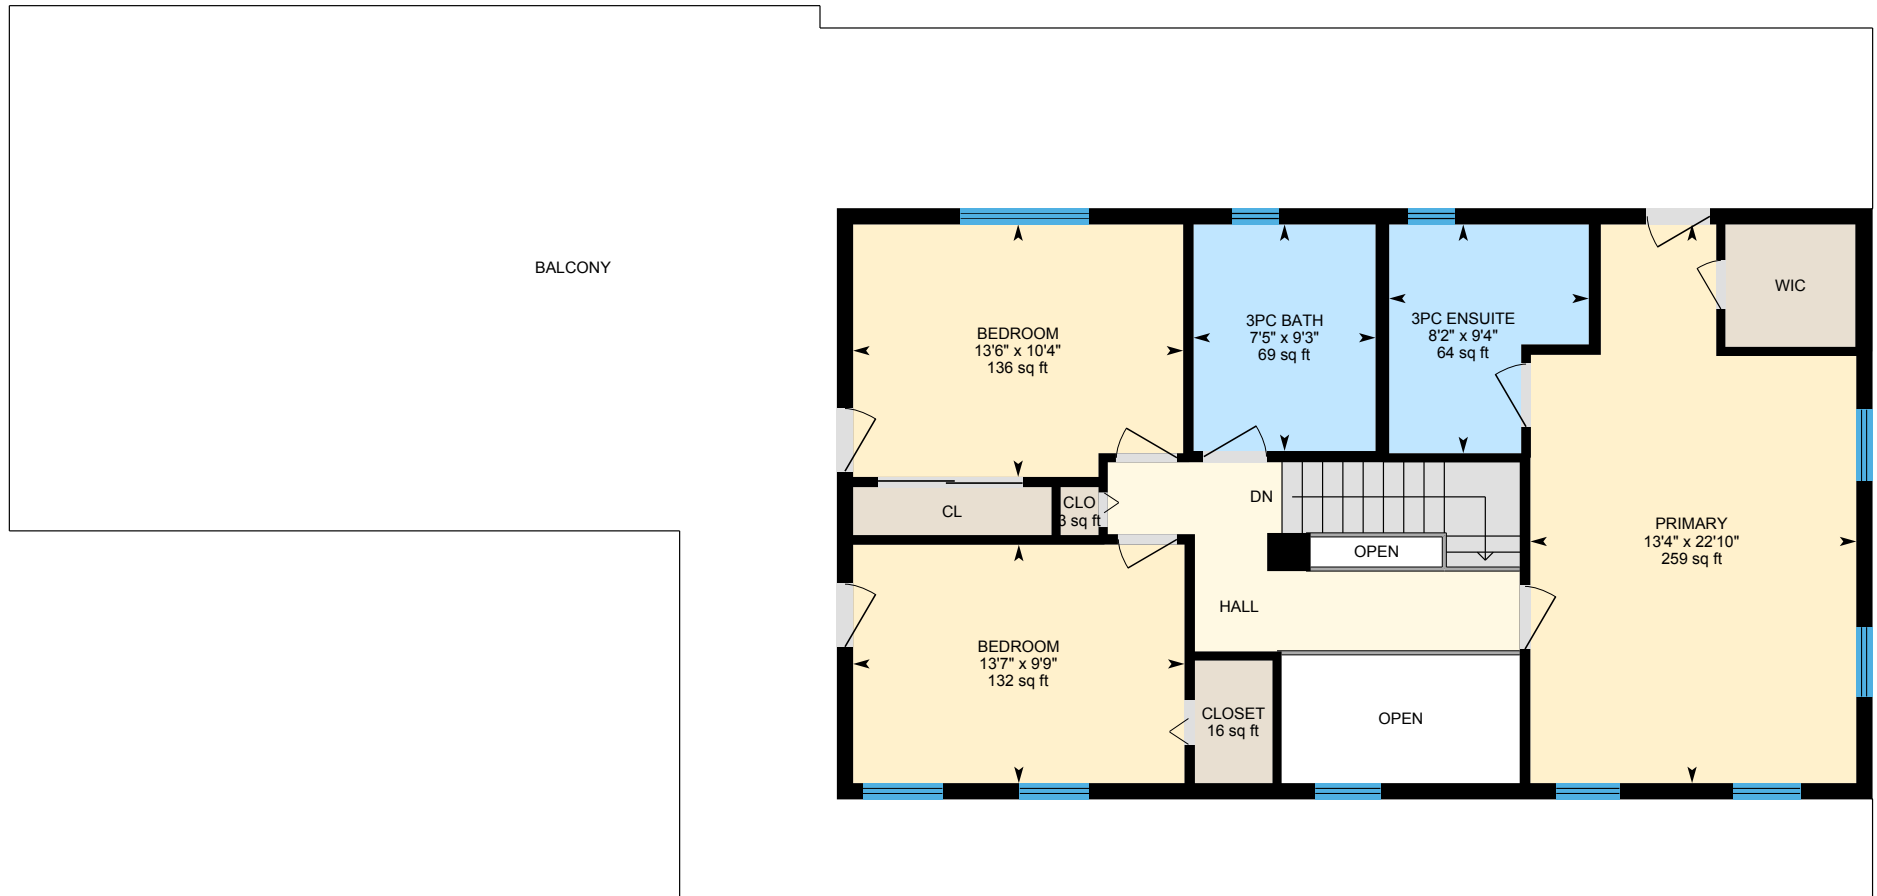 BALCONY
BEDROOM
13'6" x 10'4"
136 sq ft
3PC BATH
7'5" x 9'3"
69 sq ft
3PC ENSUITE
8'2" x 9'4"
64 sq ft
WIC
CL
CLO
3 sq ft
DN
OPEN
PRIMARY
13'4" x 22'10"
259 sq ft
HALL
BEDROOM
13'7" x 9'9"
132 sq ft
CLOSET
16 sq ft
OPEN